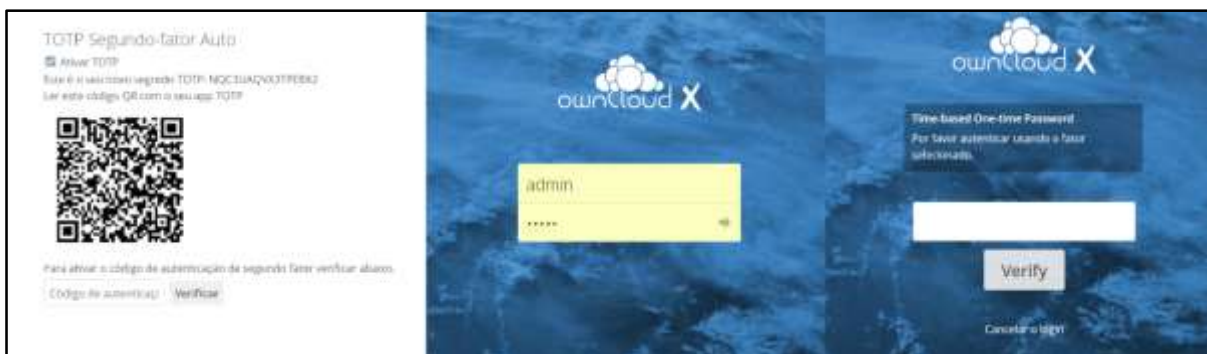 TOTP Segundo-fator Auto
Ativar TOTP
Este é o seu novo segredo TOTP:
Ler este código QR com o seu app TOTP
Para ativar o código de autenticação de segundo fator verificar abaixo.
Código de autenticaçã Verificar
ownCloud X
admin
•••••
ownCloud X
Time-based One-time Password
Por favor autenticar usando o fator
selecionado.
Verify
Cancelar o login